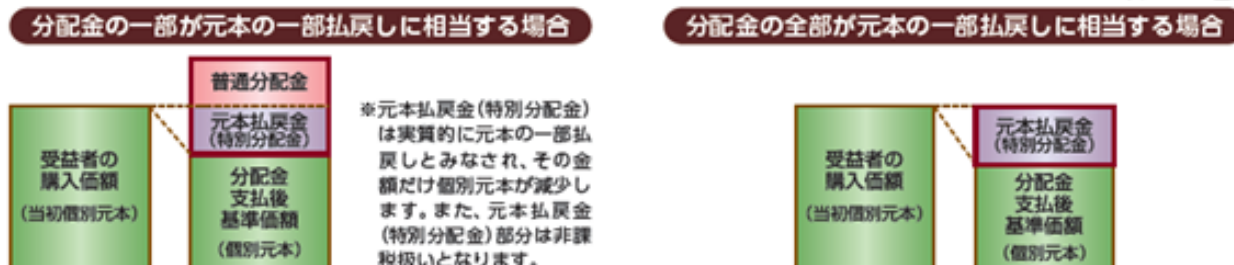 分配金の一部が元本の一部払戻しに相当する場合
普通分配金
元本払戻金
(特別分配金)
受益者の
購入価額
(当初個別元本)
分配金
支払後
基準価額
(個別元本)
※元本払戻金(特別分配金)
は実質的に元本の一部払
戻しとみなされ、その金
額だけ個別元本が減少し
ます。また、元本払戻金
(特別分配金)部分は非課
税扱いとなります。
分配金の全部が元本の一部払戻しに相当する場合
元本払戻金
(特別分配金)
受益者の
購入価額
(当初個別元本)
分配金
支払後
基準価額
(個別元本)